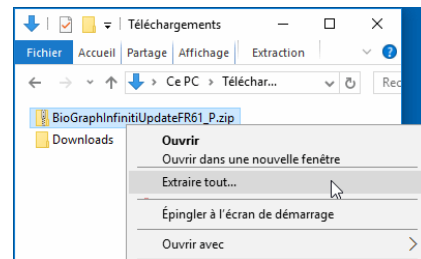 Téléchargements
Fichier Accueil Partage Affichage Extraction
Ce PC > Téléchar... Rec
BioGraphInfinitiUpdateFR61_P.zip
Downloads
Ouvrir
Ouvrir dans une nouvelle fenêtre
Extraire tout...
Épingler à l'écran de démarrage
Ouvrir avec